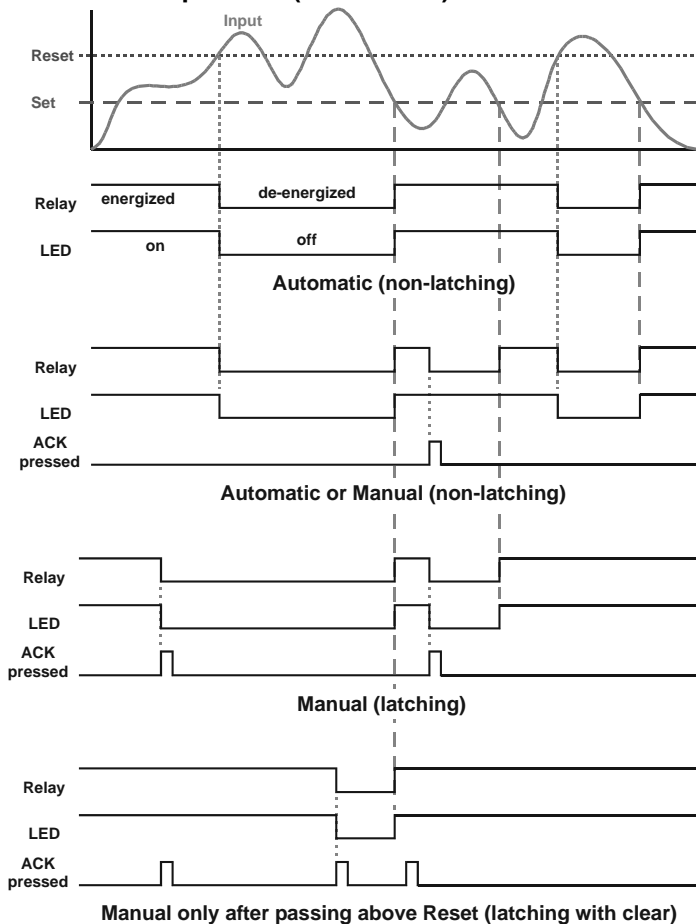 Input
Reset
Set
Relay energized de-energized
LED on off
Automatic (non-latching)
Relay
LED
ACK
pressed
Automatic or Manual (non-latching)
Relay
LED
ACK
pressed
Manual (latching)
Relay
LED
ACK
pressed
Manual only after passing above Reset (latching with clear)